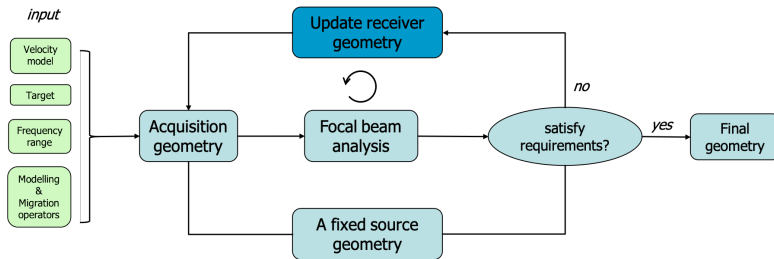 input
Velocity
model
Target
Frequency
range
Modelling
&
Migration
operators
Update receiver
geometry
Acquisition
geometry
Focal beam
analysis
satisfy
requirements?
no
yes
Final
geometry
A fixed source
geometry